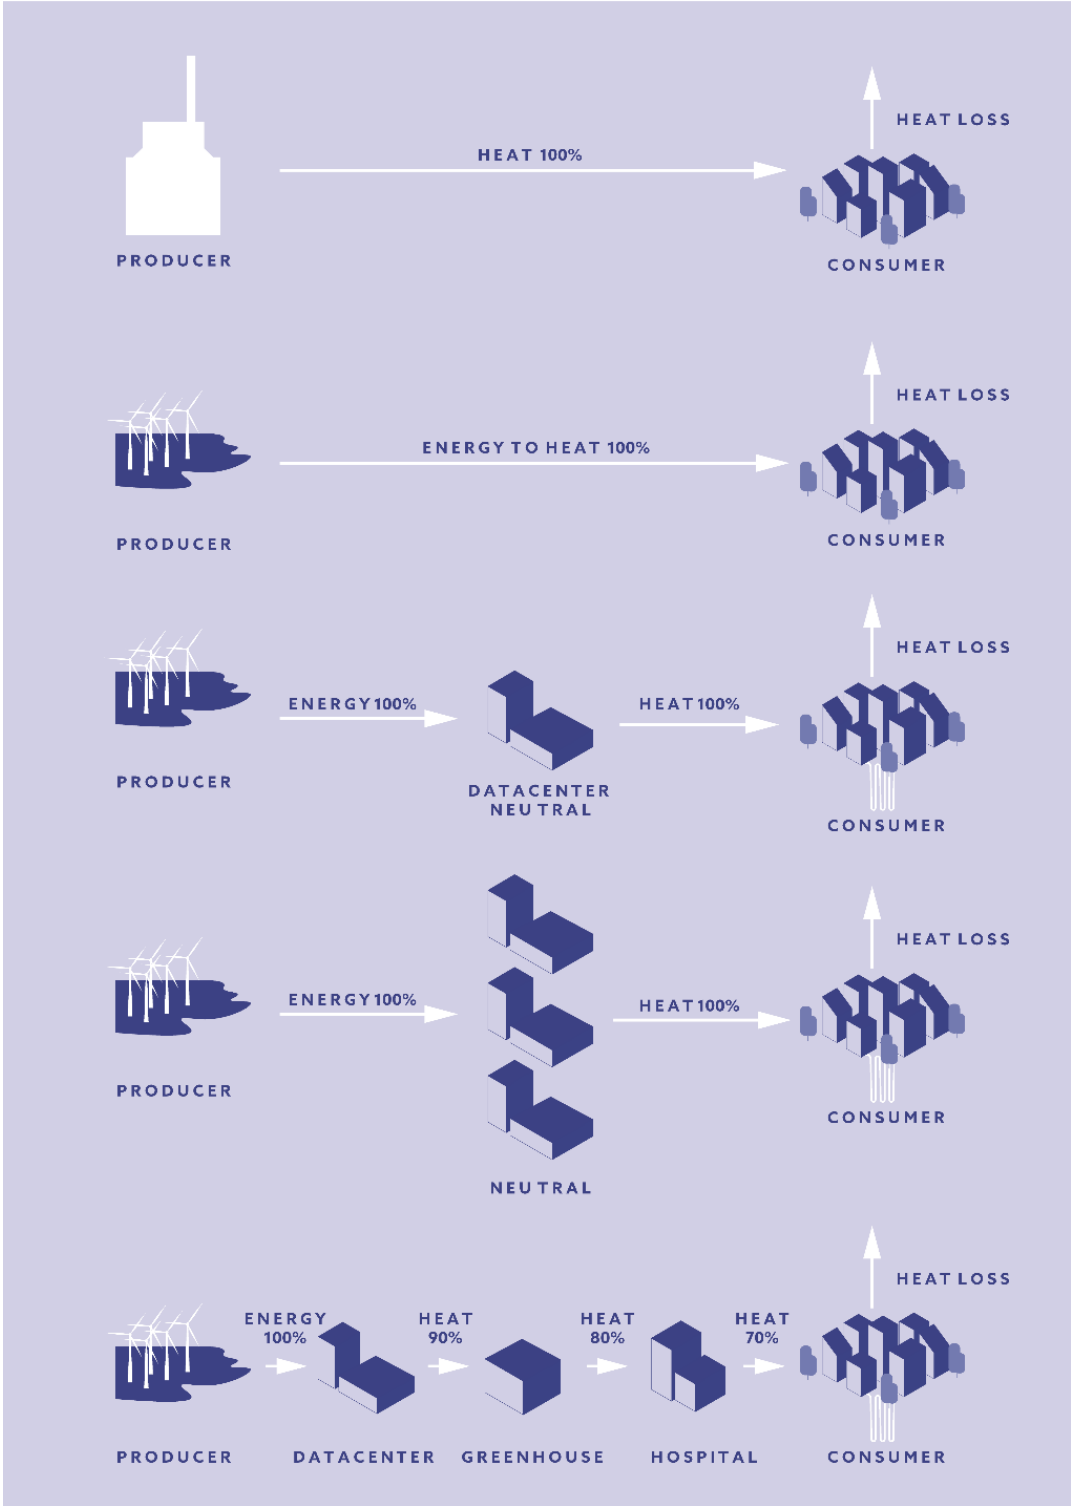 HEAT LOSS
HEAT 100%
PRODUCER
CONSUMER
HEAT LOSS
ENERGY TO HEAT 100%
PRODUCER
CONSUMER
HEAT LOSS
ENERGY 100%
HEAT 100%
PRODUCER
DATACENTER
NEUTRAL
CONSUMER
HEAT LOSS
ENERGY 100%
HEAT 100%
PRODUCER
CONSUMER
NEUTRAL
HEAT LOSS
ENERGY
100%
HEAT
90%
HEAT
80%
HEAT
70%
PRODUCER
DATACENTER
GREENHOUSE
HOSPITAL
CONSUMER